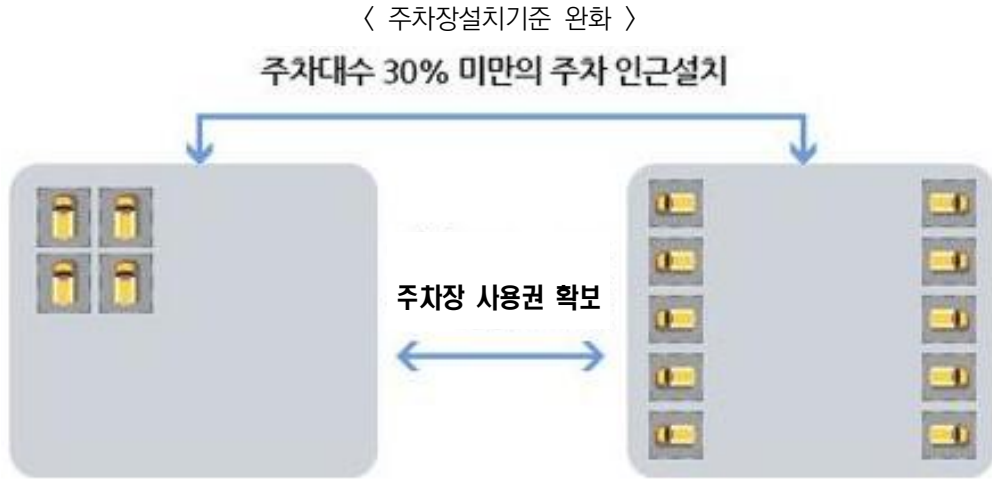 〈 주차장설치기준 완화 〉
주차대수 30% 미만의 주차 인근설치
주차장 사용권 확보